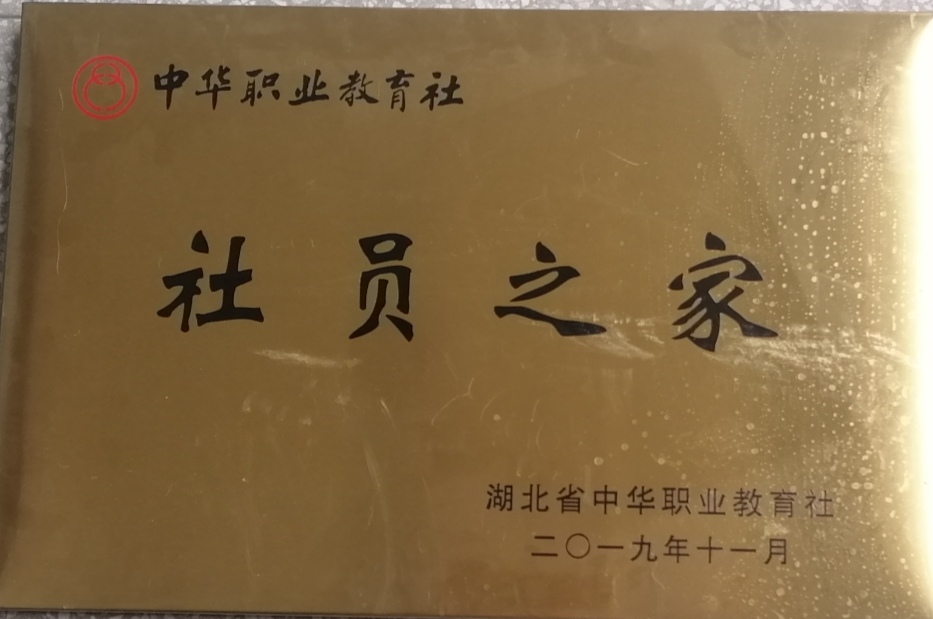 中华职业教育社
社员之家
湖北省中华职业教育社
二〇一九年十一月